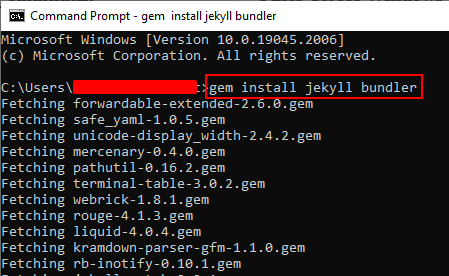 Command Prompt - gem  install jekyll bundler
Microsoft Windows [Version 10.0.19045.2006]
(c) Microsoft Corporation. All rights reserved.
C:\Users\ >gem install jekyll bundler
Fetching forwardable-extended-2.6.0.gem
Fetching safe_yaml-1.0.5.gem
Fetching unicode-display_width-2.4.2.gem
Fetching mercenary-0.4.0.gem
Fetching pathutil-0.16.2.gem
Fetching terminal-table-3.0.2.gem
Fetching webrick-1.8.1.gem
Fetching rouge-4.1.3.gem
Fetching liquid-4.0.4.gem
Fetching kramdown-parser-gfm-1.1.0.gem
Fetching rb-inotify-0.10.1.gem